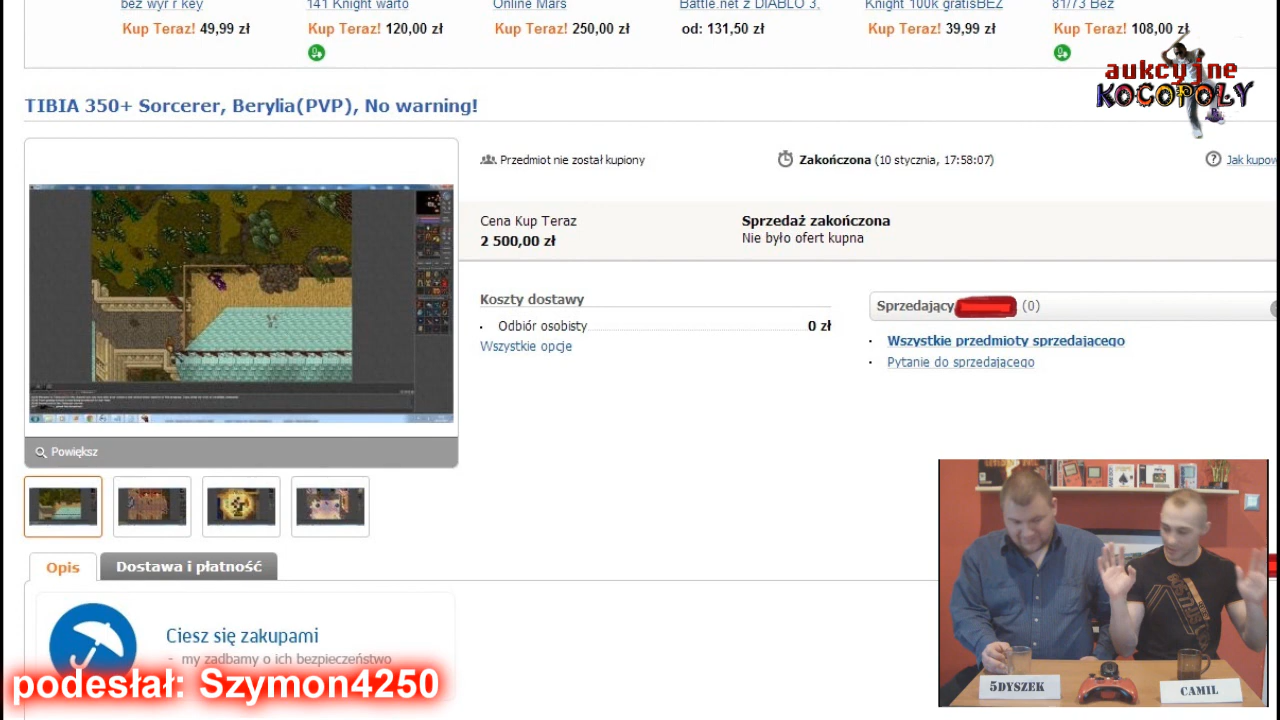 bez wyr r key
141 Knight warto
Online Mars
Battle.net z DIABLO 3,
Knight 100k gratisBEZ
81/73 Bez
Kup Teraz! 49,99 zł
Kup Teraz! 120,00 zł
Kup Teraz! 250,00 zł
od: 131,50 zł
Kup Teraz! 39,99 zł
Kup Teraz! 108,00 zł
aukcyjne
KOCOPOŁY
TIBIA 350+ Sorcerer, Berylia(PVP), No warning!
Przedmiot nie został kupiony
Zakończona (10 stycznia, 17:58:07)
Jak kupow
Cena Kup Teraz
2 500,00 zł
Sprzedaż zakończona
Nie było ofert kupna
Koszty dostawy
Odbiór osobisty 0 zł
Wszystkie opcje
Sprzedający (0)
Wszystkie przedmioty sprzedającego
Pytanie do sprzedającego
Powiększ
Opis
Dostawa i płatność
Ciesz się zakupami
- my zadbamy o ich bezpieczeństwo
podesłał: Szymon4250
5DYSZEK
CAMIL